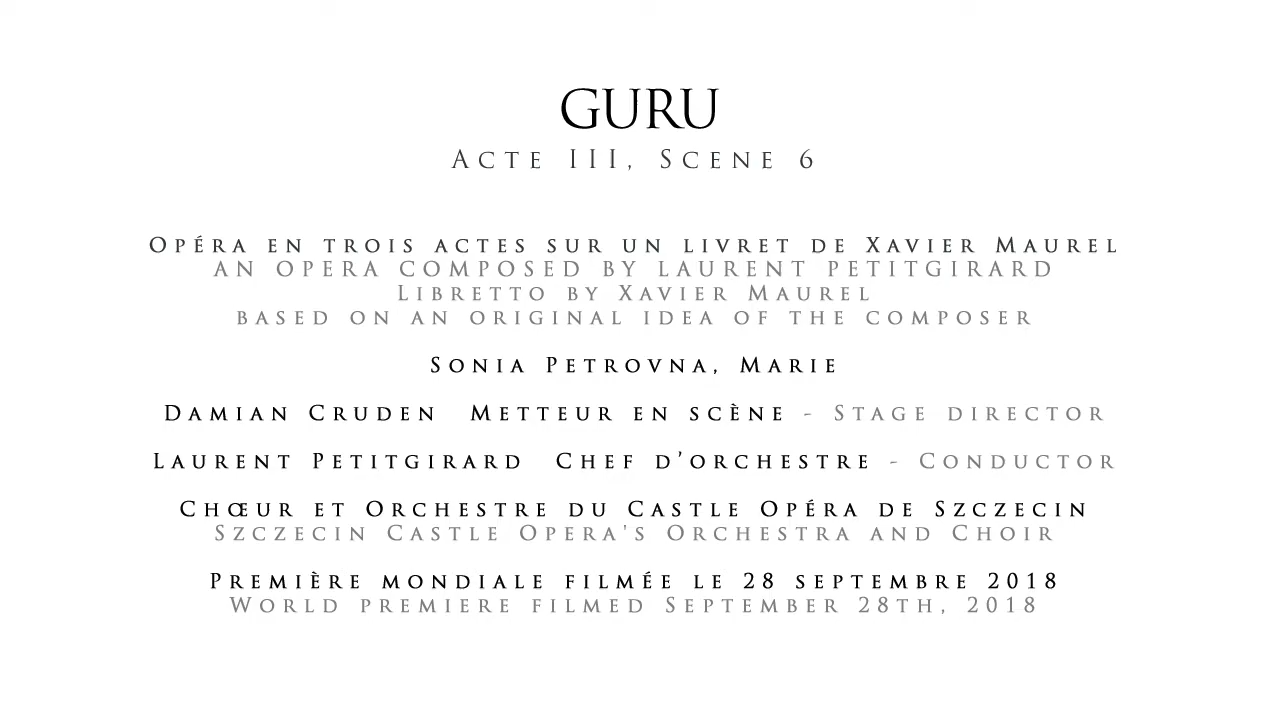 GURU
Acte III, Scene 6
Opéra en trois actes sur un livret de Xavier Maurel
an opera composed by Laurent Petitgirard
Libretto by Xavier Maurel
based on an original idea of the composer
Sonia Petrovna, Marie
Damian Cruden Metteur en scène - Stage director
Laurent Petitgirard Chef d'orchestre - Conductor
Chœur et Orchestre du Castle Opéra de Szczecin
Szczecin Castle Opera's Orchestra and Choir
Première mondiale filmée le 28 septembre 2018
World premiere filmed September 28th, 2018